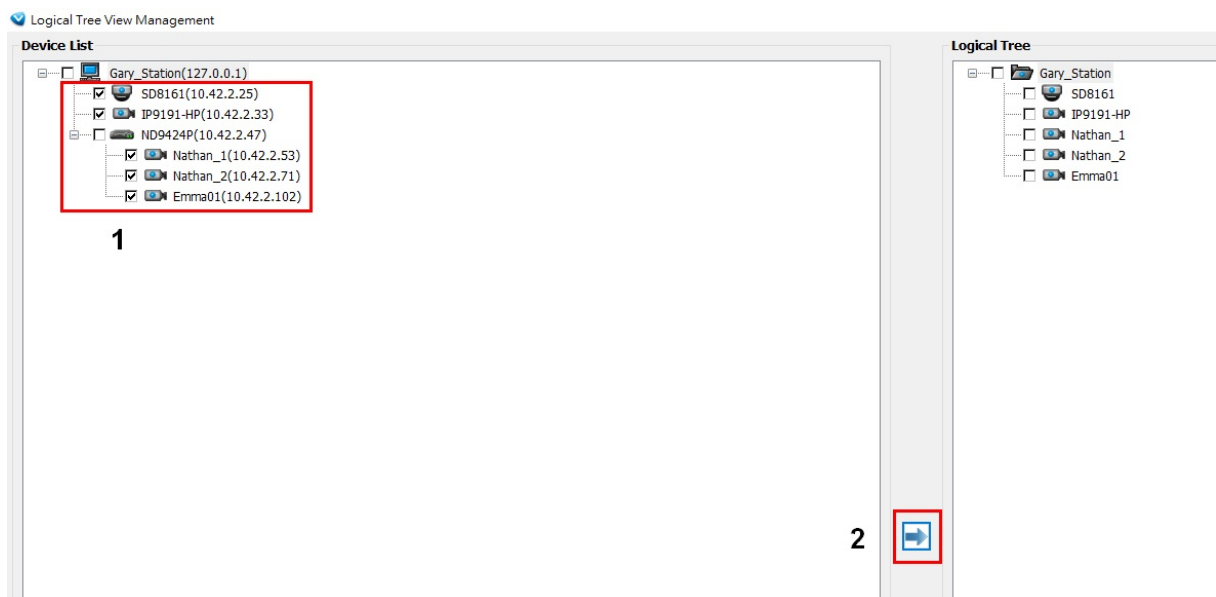 Logical Tree View Management
Device List
Gary_Station(127.0.0.1)
SD8161(10.42.2.25)
IP9191-HP(10.42.2.33)
ND9424P(10.42.2.47)
Nathan_1(10.42.2.53)
Nathan_2(10.42.2.71)
Emma01(10.42.2.102)
1
2
Logical Tree
Gary_Station
SD8161
IP9191-HP
Nathan_1
Nathan_2
Emma01